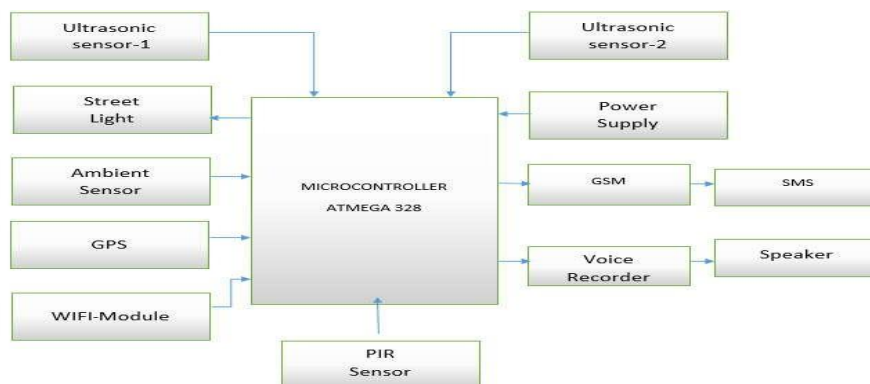 Ultrasonic
sensor-1
Ultrasonic
sensor-2
Street
Light
Power
Supply
Ambient
Sensor
MICROCONTROLLER
ATMEGA 328
GSM
SMS
GPS
Voice
Recorder
Speaker
WIFI-Module
PIR
Sensor